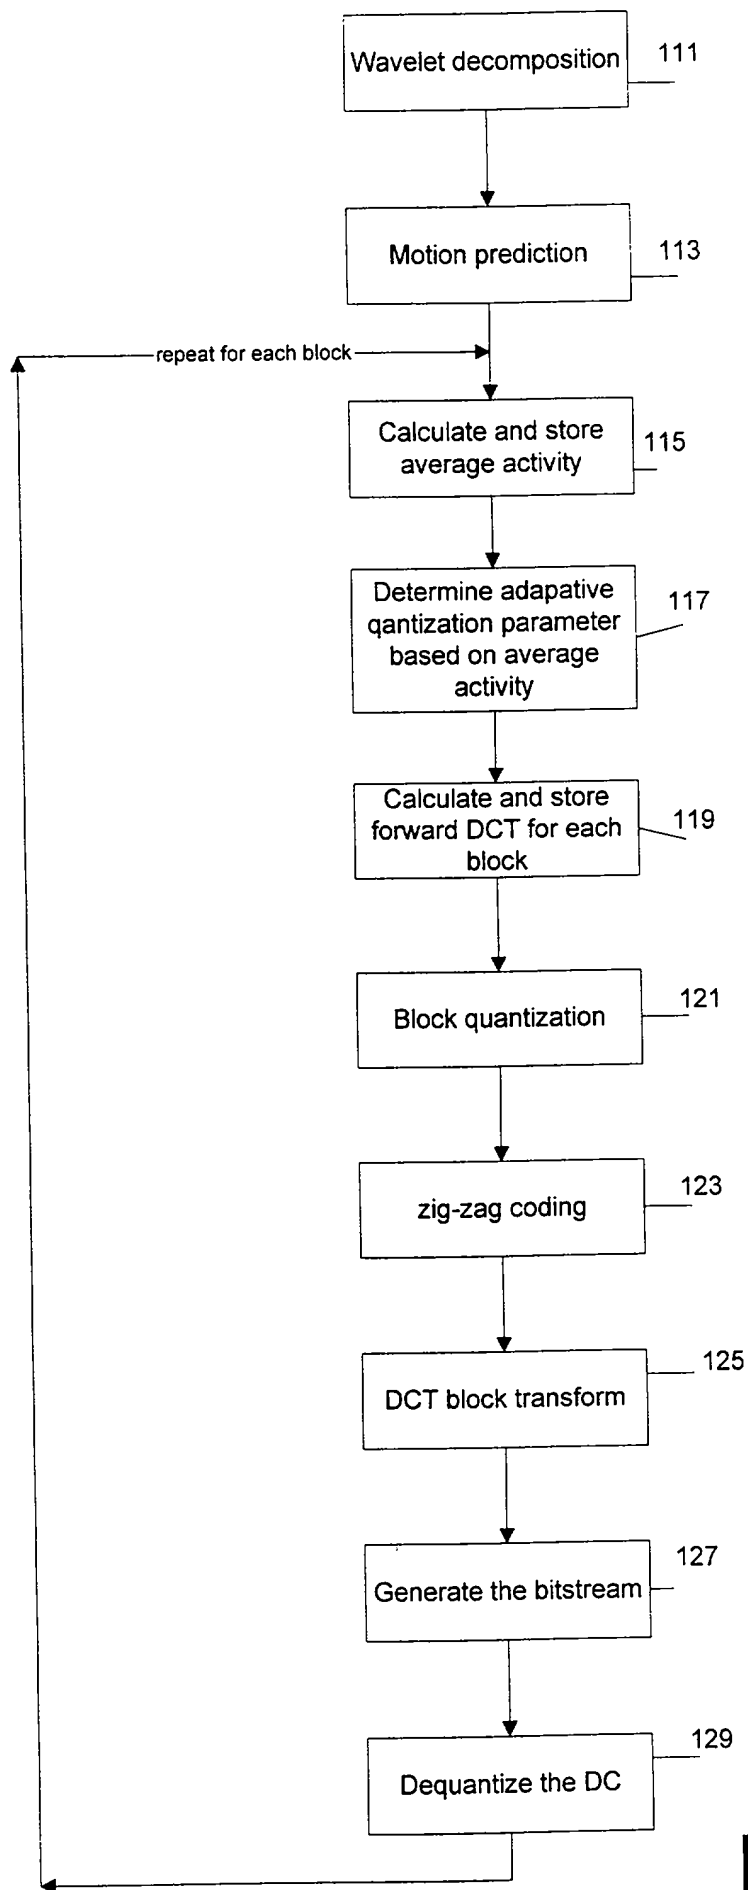 Wavelet decomposition
111
Motion prediction
113
repeat for each block
Calculate and store
average activity
115
Determine adapative
qantization parameter
based on average
activity
117
Calculate and store
forward DCT for each
block
119
Block quantization
121
zig-zag coding
123
DCT block transform
125
Generate the bitstream
127
Dequantize the DC
129